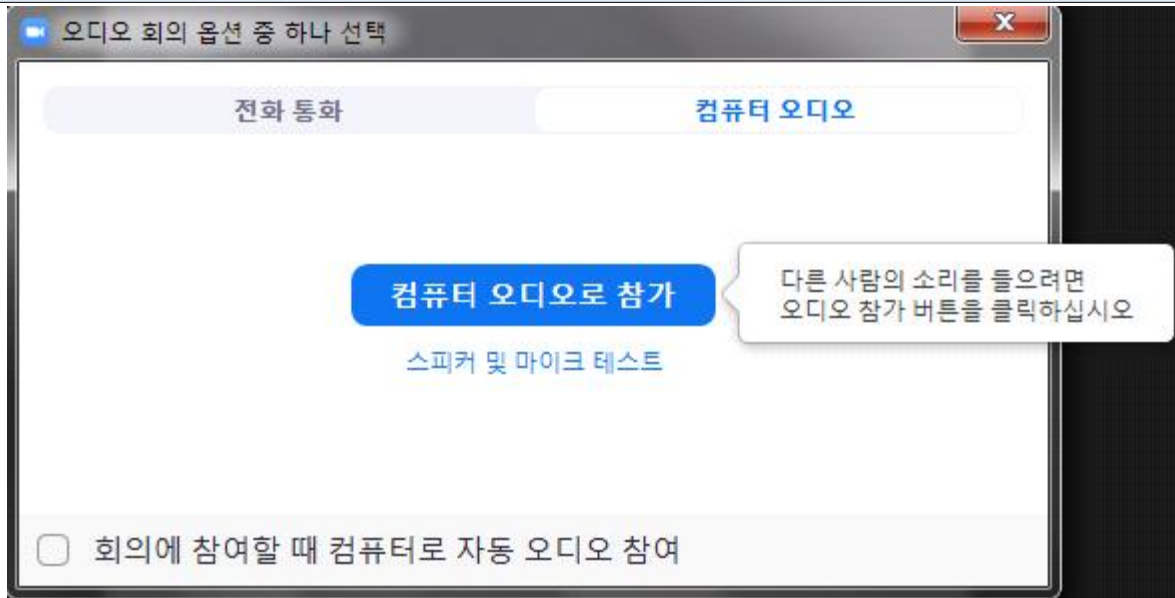 오디오 회의 옵션 중 하나 선택
전화 통화
컴퓨터 오디오
컴퓨터 오디오로 참가
다른 사람의 소리를 들으려면
오디오 참가 버튼을 클릭하십시오
스피커 및 마이크 테스트
회의에 참여할 때 컴퓨터로 자동 오디오 참여